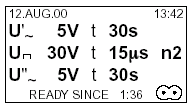 12.AUG.00 13:42
U'~ 5V t 30s
U⎍ 30V t 15µs n2
U"~ 5V t 30s
READY SINCE 1:36